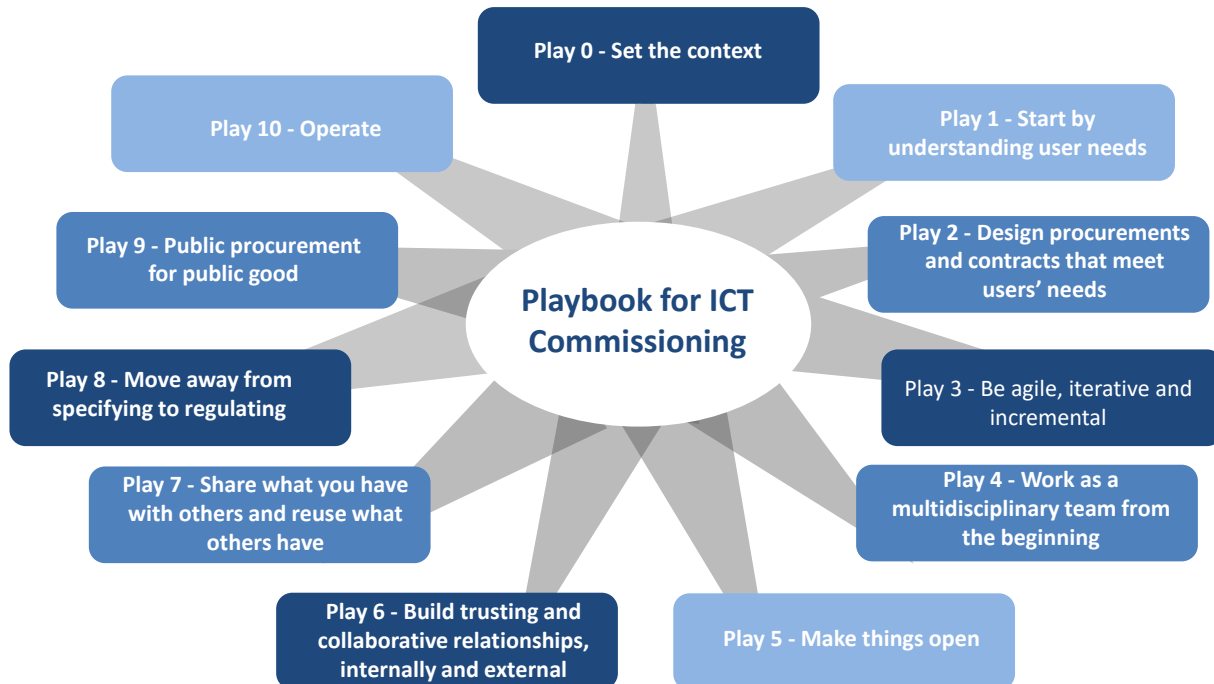 Play 0 - Set the context
Play 10 - Operate
Play 1 - Start by
understanding user needs
Play 9 - Public procurement
for public good
Play 2 - Design procurements
and contracts that meet
users’ needs
Playbook for ICT
Commissioning
Play 8 - Move away from
specifying to regulating
Play 3 - Be agile, iterative and
incremental
Play 7 - Share what you have
with others and reuse what
others have
Play 4 - Work as a
multidisciplinary team from
the beginning
Play 6 - Build trusting and
collaborative relationships,
internally and external
Play 5 - Make things open